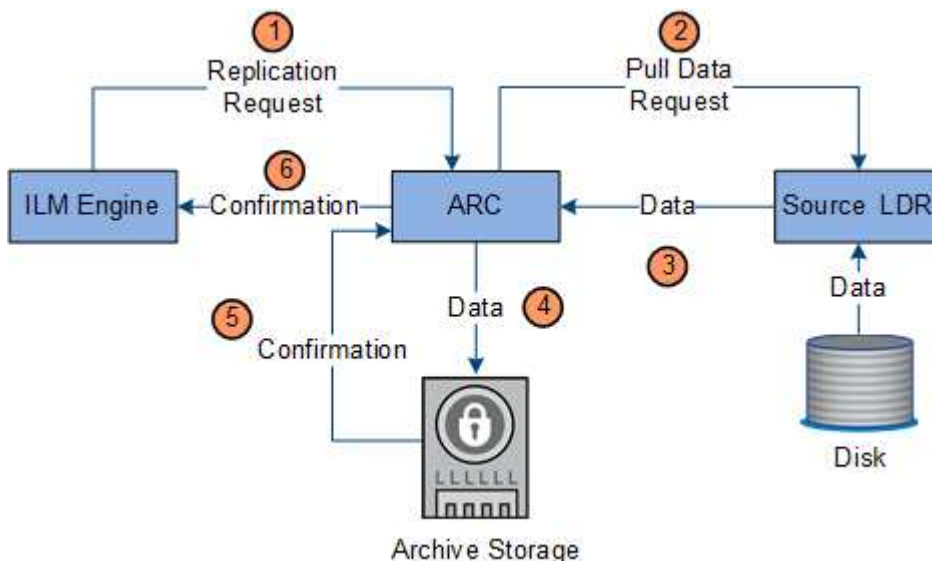 1
Replication
Request
2
Pull Data
Request
ILM Engine
6
Confirmation
ARC
Data
3
Source LDR
5
Confirmation
Data
4
Data
LLLLLL
Disk
Archive Storage